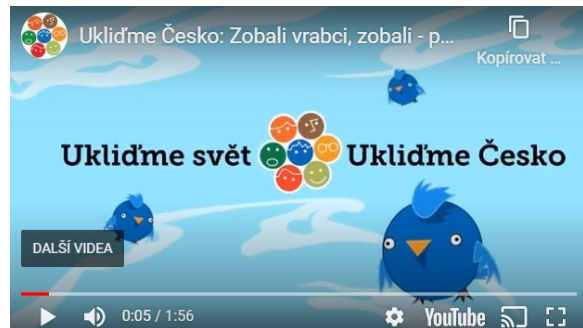 Ukliďme Česko: Zobali vrabci, zobali - p...
Kopírovat ...
Ukliďme svět Ukliďme Česko
DALŠÍ VIDEA
0:05 / 1:56
YouTube